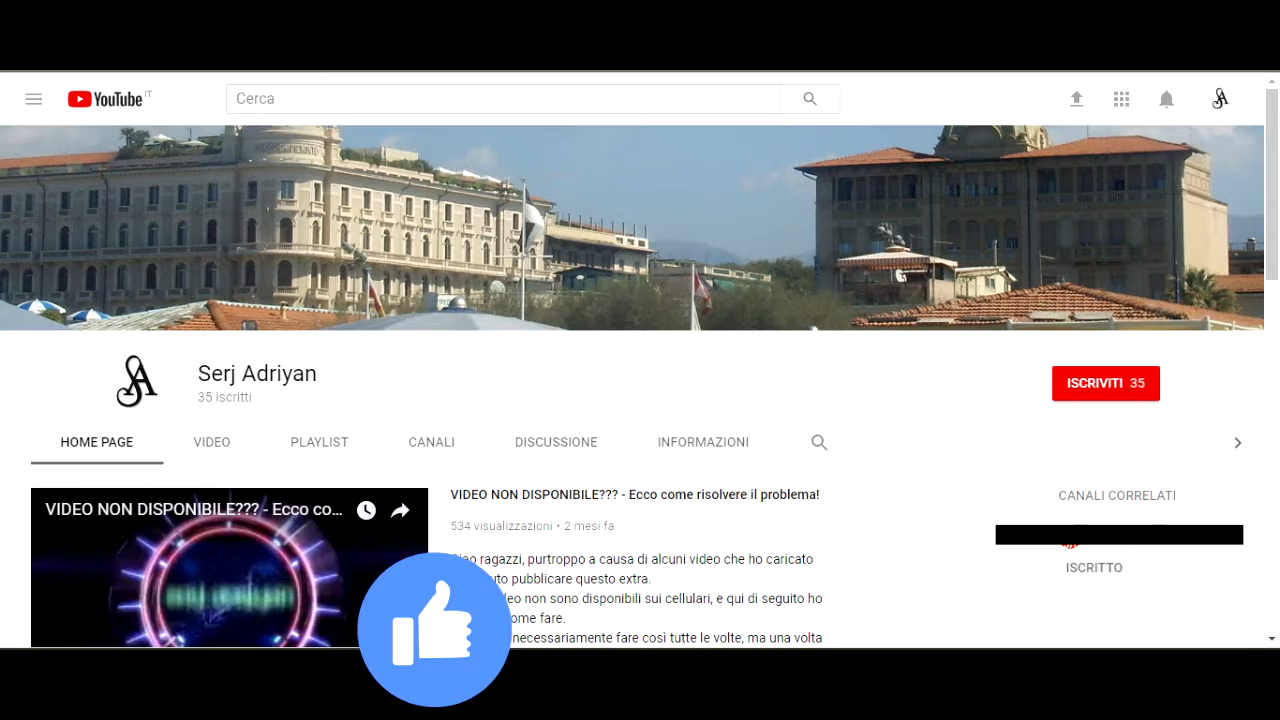 YouTube IT
Cerca
Serj Adriyan
35 iscritti
ISCRIVITI 35
HOME PAGE
VIDEO
PLAYLIST
CANALI
DISCUSSIONE
INFORMAZIONI
VIDEO NON DISPONIBILE??? - Ecco co...
VIDEO NON DISPONIBILE??? - Ecco come risolvere il problema!
534 visualizzazioni • 2 mesi fa
ragazzi, purtroppo a causa di alcuni video che ho caricato
pubblicare questo extra.
non sono disponibili sui cellulari, e qui di seguito ho
fare.
necessariamente fare così tutte le volte, ma una volta
CANALI CORRELATI
ISCRITTO